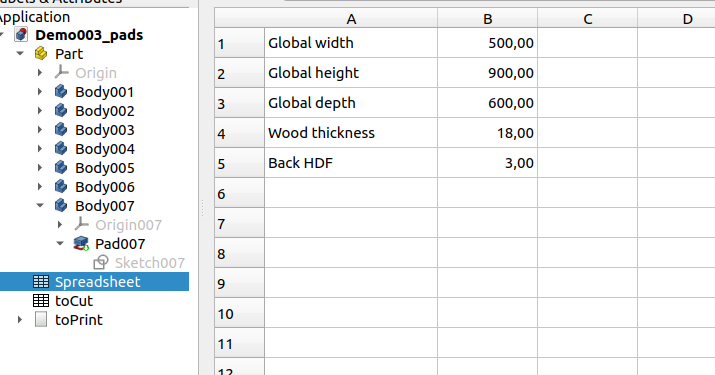 Labels & Attributes
Application
Demo003_pads
Part
Origin
Body001
Body002
Body003
Body004
Body005
Body006
Body007
Origin007
Pad007
Sketch007
Spreadsheet
toCut
toPrint
A B C D
1 Global width 500,00
2 Global height 900,00
3 Global depth 600,00
4 Wood thickness 18,00
5 Back HDF 3,00
6
7
8
9
10
11
12